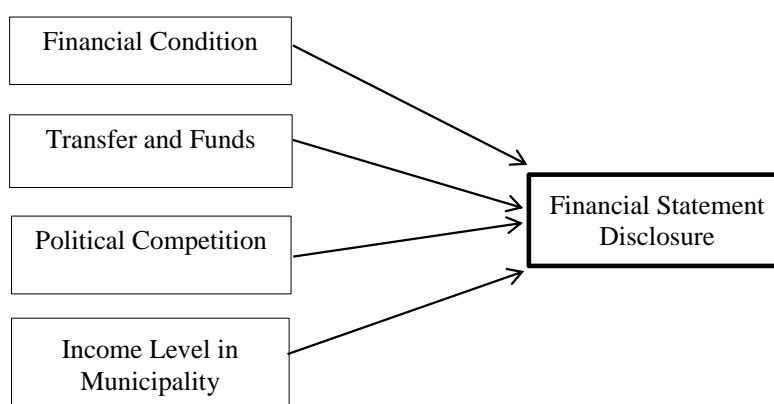 Financial Condition
Transfer and Funds
Political Competition
Income Level in
Municipality
Financial Statement
Disclosure